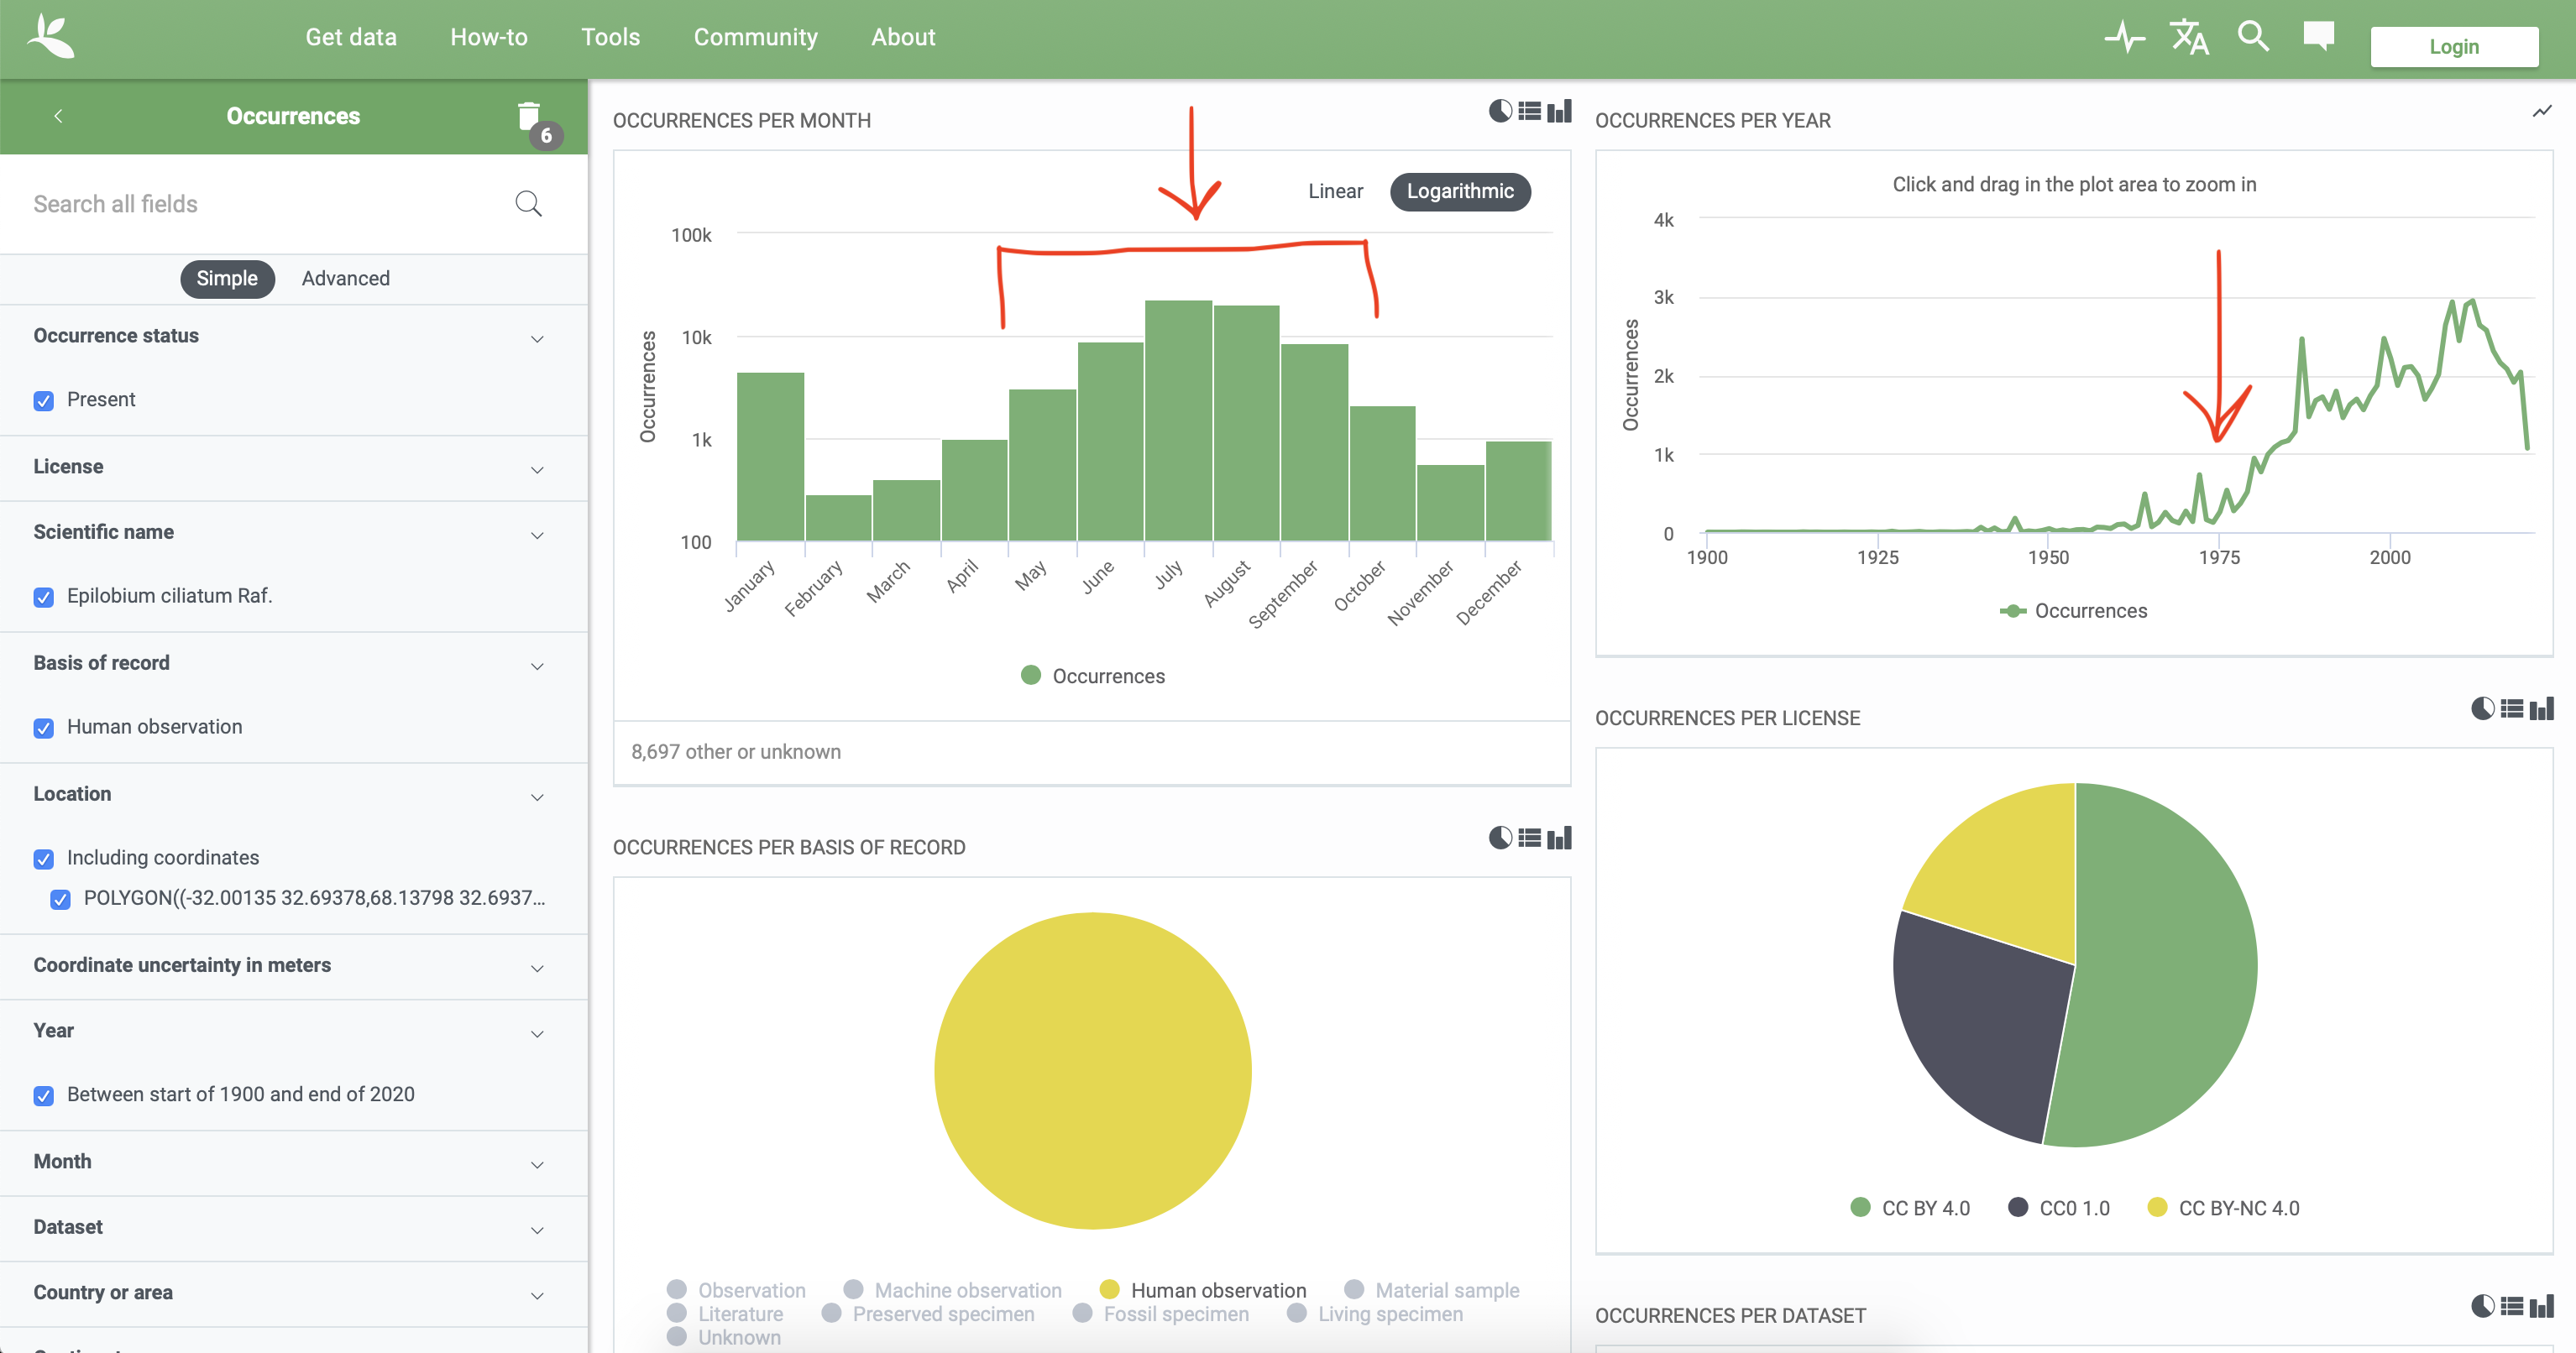 Get data How-to Tools Community About Login
Occurrences 6
Search all fields
Simple Advanced
Occurrence status
Present
License
Scientific name
Epilobium ciliatum Raf.
Basis of record
Human observation
Location
Including coordinates
POLYGON((-32.00135 32.69378,68.13798 32.6937...
Coordinate uncertainty in meters
Year
Between start of 1900 and end of 2020
Month
Dataset
Country or area
OCCURRENCES PER MONTH
Linear Logarithmic
Occurrences
100k
10k
1k
100
January February March April May June July August September October November December
Occurrences
8,697 other or unknown
OCCURRENCES PER BASIS OF RECORD
Observation Machine observation Human observation Material sample
Literature Preserved specimen Fossil specimen Living specimen
Unknown
OCCURRENCES PER YEAR
Click and drag in the plot area to zoom in
Occurrences
4k
3k
2k
1k
0
1900 1925 1950 1975 2000
Occurrences
OCCURRENCES PER LICENSE
CC BY 4.0 CC0 1.0 CC BY-NC 4.0
OCCURRENCES PER DATASET